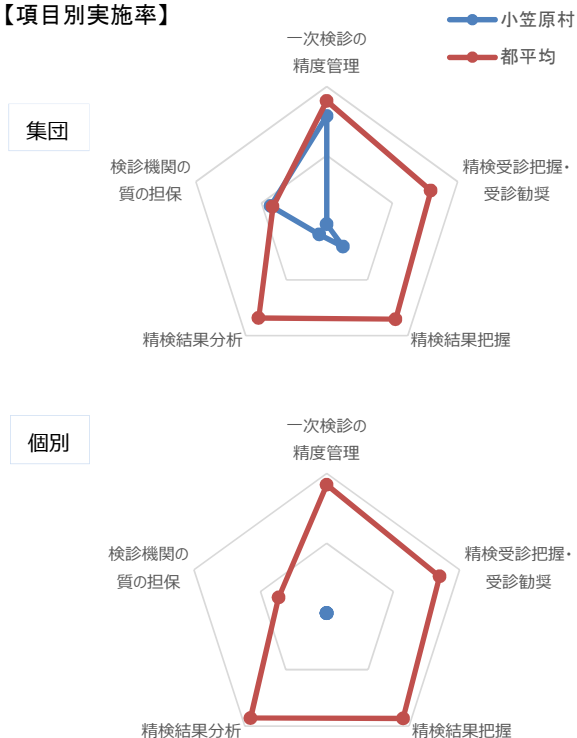 【項目別実施率】
小笠原村
都平均
集団
一次検診の
精度管理
検診機関の
質の担保
精検受診把握・
受診勧奨
精検結果分析
精検結果把握
個別
一次検診の
精度管理
検診機関の
質の担保
精検受診把握・
受診勧奨
精検結果分析
精検結果把握